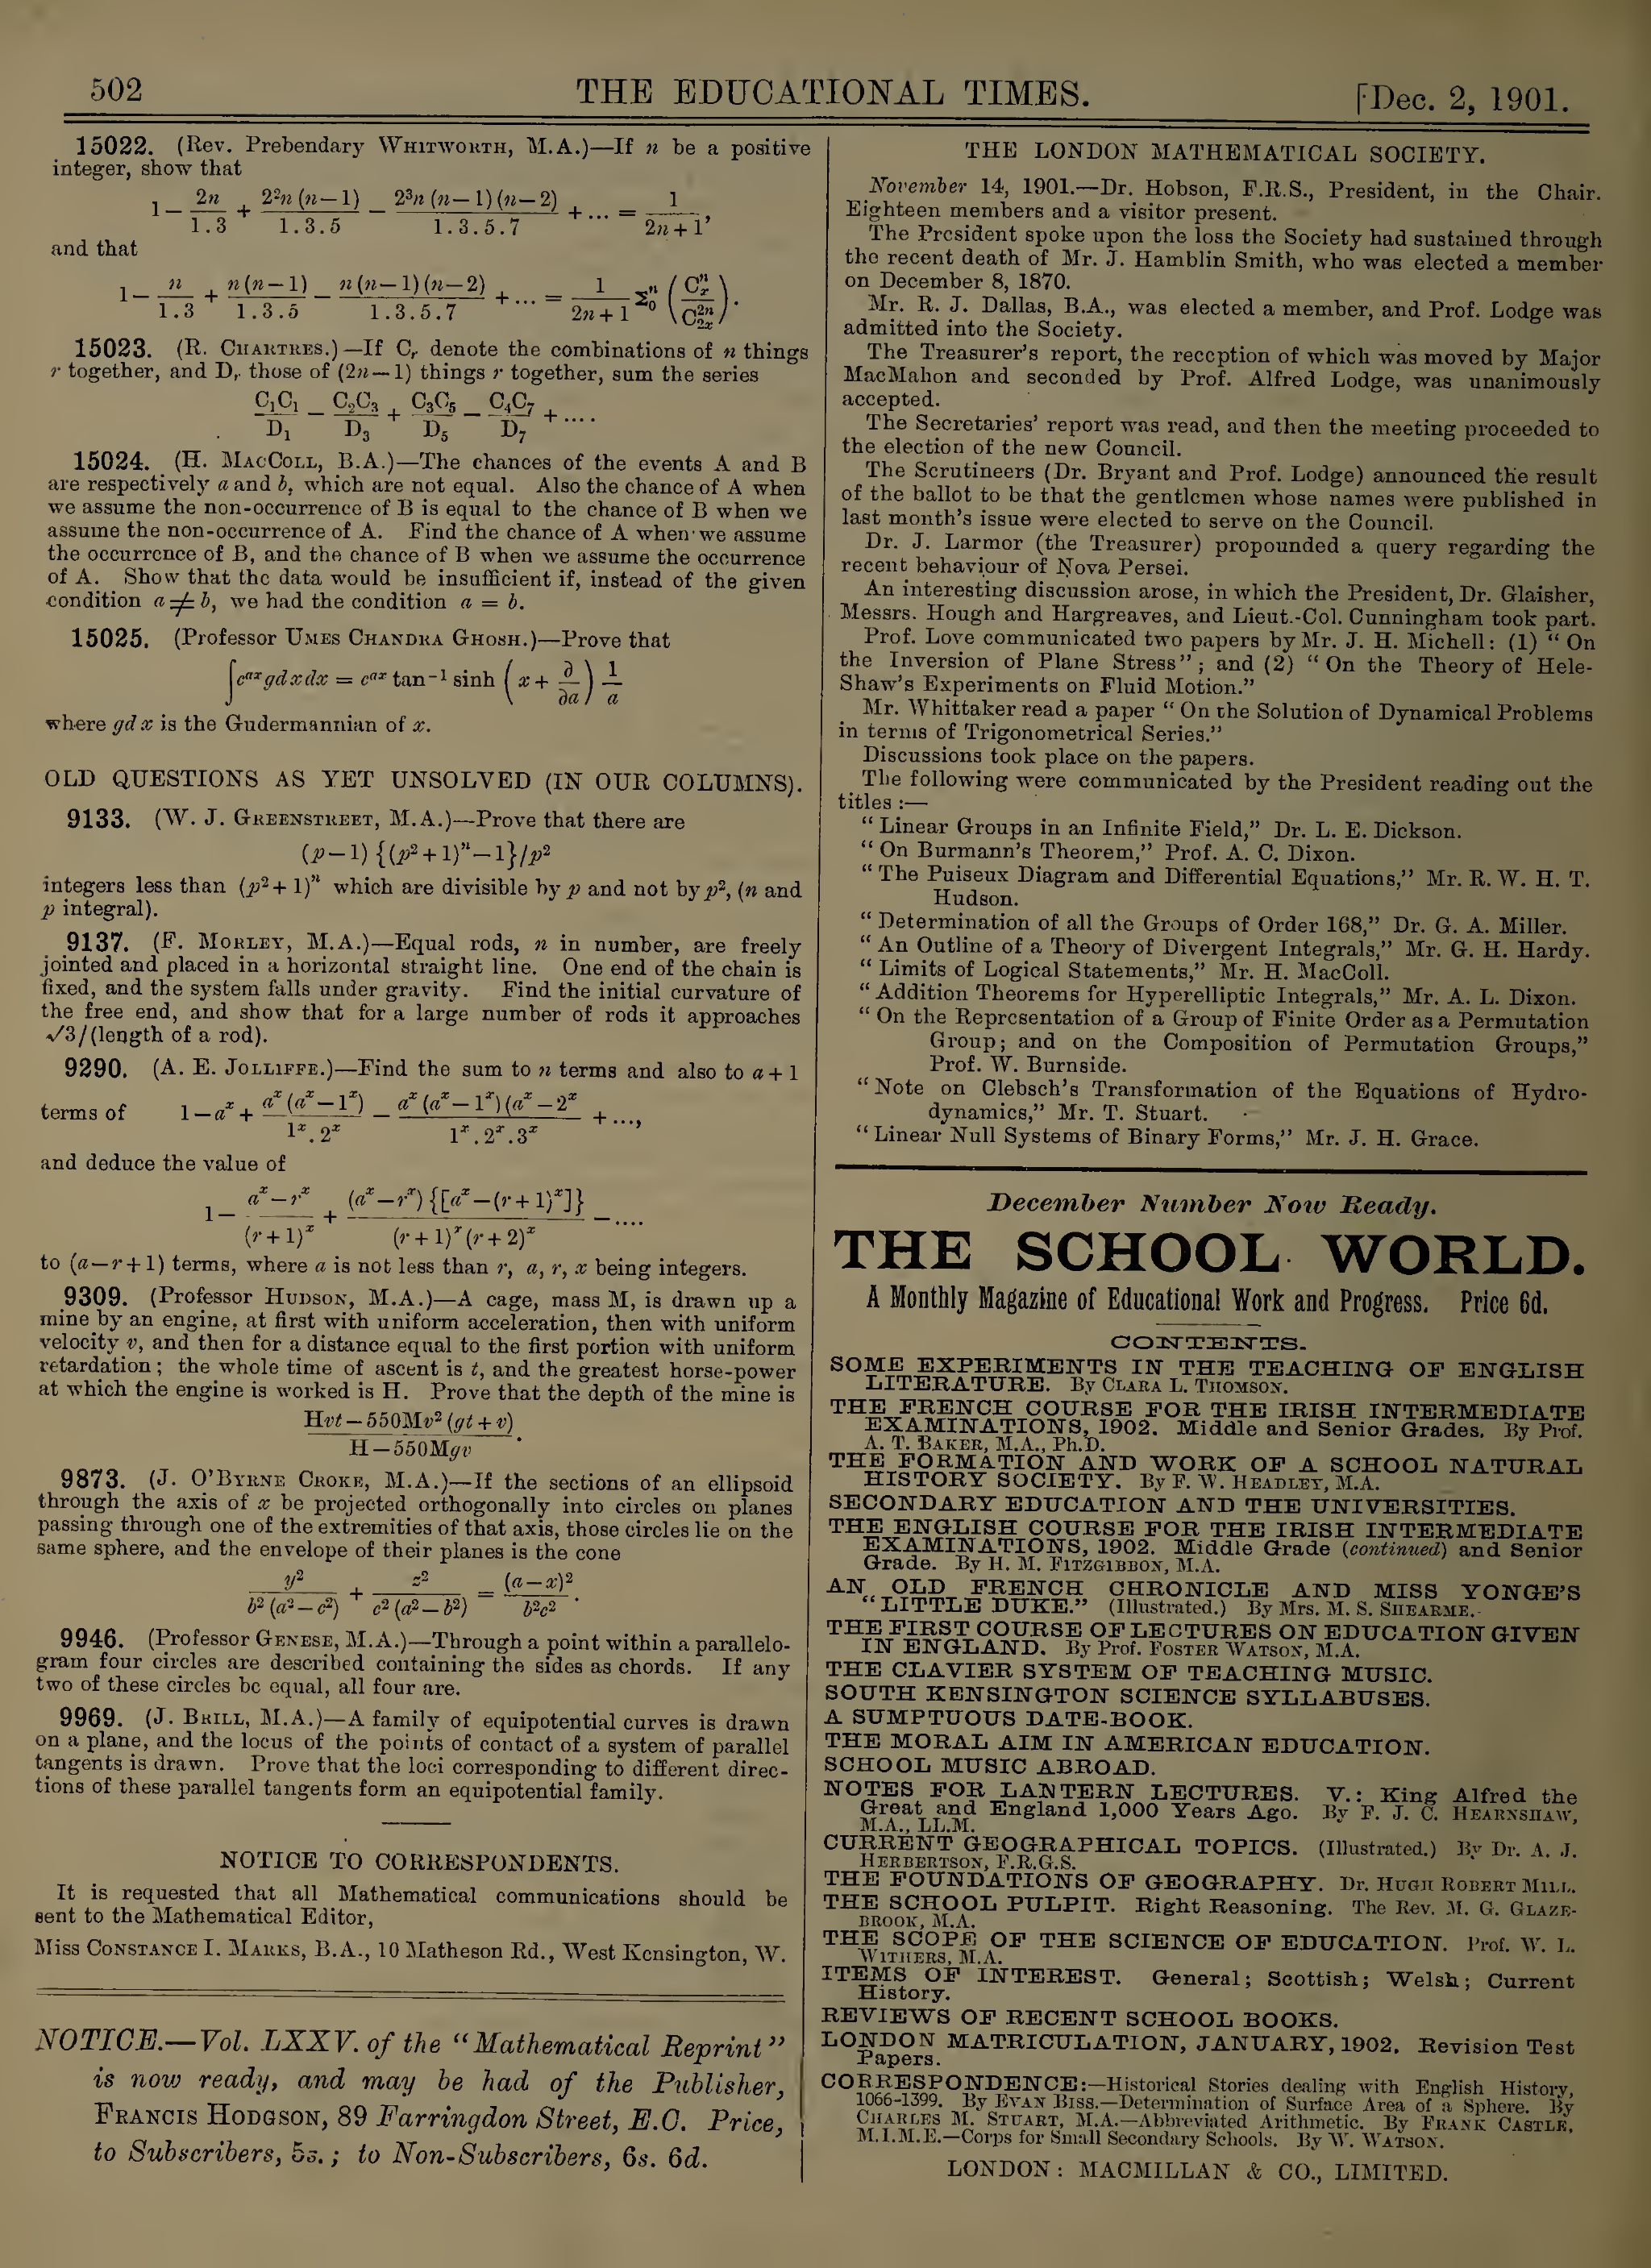 502
THE EDUCATIONAL TIMES.
[Dec. 2, 1901.
15022. (Rev. Prebendary WHITWORTH, M.A.)—If n be a positive
integer, show that
1 − 2n/1.3 + 2²n(n−1)/1.3.5 − 2³n(n−1)(n−2)/1.3.5.7 + ... = 1/2n+1,
and that
1 − n/1.3 + n(n−1)/1.3.5 − n(n−1)(n−2)/1.3.5.7 + ... = 1/2n+1 Σⁿ₀ (Cⁿₓ/C²ⁿ₂ₓ).
15023. (R. CHARTRES.)—If Cᵣ denote the combinations of n things
r together, and Dᵣ those of (2n−1) things r together, sum the series
C₁C₁/D₁ − C₂C₃/D₃ + C₃C₅/D₅ − C₄C₇/D₇ + ....
15024. (H. MACCOLL, B.A.)—The chances of the events A and B
are respectively a and b, which are not equal. Also the chance of A when
we assume the non-occurrence of B is equal to the chance of B when we
assume the non-occurrence of A. Find the chance of A when we assume
the occurrence of B, and the chance of B when we assume the occurrence
of A. Show that the data would be insufficient if, instead of the given
condition a ≠ b, we had the condition a = b.
15025. (Professor UMES CHANDRA GHOSH.)—Prove that
∫ eᵃˣ gd x dx = eᵃˣ tan⁻¹ sinh (x + ∂/∂a) 1/a
where gd x is the Gudermannian of x.
OLD QUESTIONS AS YET UNSOLVED (IN OUR COLUMNS).
9133. (W. J. GREENSTREET, M.A.)—Prove that there are
(p−1) {(p²+1)ⁿ−1}/p²
integers less than (p²+1)ⁿ which are divisible by p and not by p², (n and
p integral).
9137. (F. MORLEY, M.A.)—Equal rods, n in number, are freely
jointed and placed in a horizontal straight line. One end of the chain is
fixed, and the system falls under gravity. Find the initial curvature of
the free end, and show that for a large number of rods it approaches
√3/(length of a rod).
9290. (A. E. JOLLIFFE.)—Find the sum to n terms and also to a+1
terms of 1−aˣ + aˣ(aˣ−1ˣ)/1ˣ.2ˣ − aˣ(aˣ−1ˣ)(aˣ−2ˣ/1ˣ.2ˣ.3ˣ + ...,
and deduce the value of
1 − aˣ−rˣ/(r+1)ˣ + (aˣ−rˣ){[aˣ−(r+1)ˣ]}/(r+1)ˣ(r+2)ˣ − ....
to (a−r+1) terms, where a is not less than r, a, r, x being integers.
9309. (Professor HUDSON, M.A.)—A cage, mass M, is drawn up a
mine by an engine, at first with uniform acceleration, then with uniform
velocity v, and then for a distance equal to the first portion with uniform
retardation; the whole time of ascent is t, and the greatest horse-power
at which the engine is worked is H. Prove that the depth of the mine is
Hvt−550Mv²(gt+v)/H−550Mgv.
9873. (J. O'BYRNE CROKE, M.A.)—If the sections of an ellipsoid
through the axis of x be projected orthogonally into circles on planes
passing through one of the extremities of that axis, those circles lie on the
same sphere, and the envelope of their planes is the cone
y²/b²(a²−c²) + z²/c²(a²−b²) = (a−x)²/b²c².
9946. (Professor GENESE, M.A.)—Through a point within a parallelo-
gram four circles are described containing the sides as chords. If any
two of these circles be equal, all four are.
9969. (J. BRILL, M.A.)—A family of equipotential curves is drawn
on a plane, and the locus of the points of contact of a system of parallel
tangents is drawn. Prove that the loci corresponding to different direc-
tions of these parallel tangents form an equipotential family.
NOTICE TO CORRESPONDENTS.
It is requested that all Mathematical communications should be
sent to the Mathematical Editor,
Miss CONSTANCE I. MARKS, B.A., 10 Matheson Rd., West Kensington, W.
NOTICE.—Vol. LXXV. of the "Mathematical Reprint"
is now ready, and may be had of the Publisher,
FRANCIS HODGSON, 89 Farringdon Street, E.C. Price,
to Subscribers, 5s.; to Non-Subscribers, 6s. 6d.
THE LONDON MATHEMATICAL SOCIETY.
November 14, 1901.—Dr. Hobson, F.R.S., President, in the Chair.
Eighteen members and a visitor present.
The President spoke upon the loss the Society had sustained through
the recent death of Mr. J. Hamblin Smith, who was elected a member
on December 8, 1870.
Mr. R. J. Dallas, B.A., was elected a member, and Prof. Lodge was
admitted into the Society.
The Treasurer's report, the reception of which was moved by Major
MacMahon and seconded by Prof. Alfred Lodge, was unanimously
accepted.
The Secretaries' report was read, and then the meeting proceeded to
the election of the new Council.
The Scrutineers (Dr. Bryant and Prof. Lodge) announced the result
of the ballot to be that the gentlemen whose names were published in
last month's issue were elected to serve on the Council.
Dr. J. Larmor (the Treasurer) propounded a query regarding the
recent behaviour of Nova Persei.
An interesting discussion arose, in which the President, Dr. Glaisher,
Messrs. Hough and Hargreaves, and Lieut.-Col. Cunningham took part.
Prof. Love communicated two papers by Mr. J. H. Michell: (1) "On
the Inversion of Plane Stress"; and (2) "On the Theory of Hele-
Shaw's Experiments on Fluid Motion."
Mr. Whittaker read a paper "On the Solution of Dynamical Problems
in terms of Trigonometrical Series."
Discussions took place on the papers.
The following were communicated by the President reading out the
titles:—
"Linear Groups in an Infinite Field," Dr. L. E. Dickson.
"On Burmann's Theorem," Prof. A. C. Dixon.
"The Puiseux Diagram and Differential Equations," Mr. R. W. H. T.
Hudson.
"Determination of all the Groups of Order 168," Dr. G. A. Miller.
"An Outline of a Theory of Divergent Integrals," Mr. G. H. Hardy.
"Limits of Logical Statements," Mr. H. MacColl.
"Addition Theorems for Hyperelliptic Integrals," Mr. A. L. Dixon.
"On the Representation of a Group of Finite Order as a Permutation
Group; and on the Composition of Permutation Groups,"
Prof. W. Burnside.
"Note on Clebsch's Transformation of the Equations of Hydro-
dynamics," Mr. T. Stuart.
"Linear Null Systems of Binary Forms," Mr. J. H. Grace.
December Number Now Ready.
THE SCHOOL WORLD.
A Monthly Magazine of Educational Work and Progress. Price 6d.
CONTENTS.
SOME EXPERIMENTS IN THE TEACHING OF ENGLISH
LITERATURE. By CLARA L. THOMSON.
THE FRENCH COURSE FOR THE IRISH INTERMEDIATE
EXAMINATIONS, 1902. Middle and Senior Grades. By Prof.
A. T. BAKER, M.A., Ph.D.
THE FORMATION AND WORK OF A SCHOOL NATURAL
HISTORY SOCIETY. By F. W. HEADLEY, M.A.
SECONDARY EDUCATION AND THE UNIVERSITIES.
THE ENGLISH COURSE FOR THE IRISH INTERMEDIATE
EXAMINATIONS, 1902. Middle Grade (continued) and Senior
Grade. By H. M. FITZGIBBON, M.A.
AN OLD FRENCH CHRONICLE AND MISS YONGE'S
"LITTLE DUKE." (Illustrated.) By Mrs. M. S. SHEARME.
THE FIRST COURSE OF LECTURES ON EDUCATION GIVEN
IN ENGLAND. By Prof. FOSTER WATSON, M.A.
THE CLAVIER SYSTEM OF TEACHING MUSIC.
SOUTH KENSINGTON SCIENCE SYLLABUSES.
A SUMPTUOUS DATE-BOOK.
THE MORAL AIM IN AMERICAN EDUCATION.
SCHOOL MUSIC ABROAD.
NOTES FOR LANTERN LECTURES. V.: King Alfred the
Great and England 1,000 Years Ago. By F. J. C. HEARNSHAW,
M.A., LL.M.
CURRENT GEOGRAPHICAL TOPICS. (Illustrated.) By Dr. A. J.
HERBERTSON, F.R.G.S.
THE FOUNDATIONS OF GEOGRAPHY. Dr. HUGH ROBERT MILL.
THE SCHOOL PULPIT. Right Reasoning. The Rev. M. G. GLAZE-
BROOK, M.A.
THE SCOPE OF THE SCIENCE OF EDUCATION. Prof. W. L.
WITHERS, M.A.
ITEMS OF INTEREST. General; Scottish; Welsh; Current
History.
REVIEWS OF RECENT SCHOOL BOOKS.
LONDON MATRICULATION, JANUARY, 1902. Revision Test
Papers.
CORRESPONDENCE:—Historical Stories dealing with English History,
1066-1399. By EVAN BISS.—Determination of Surface Area of a Sphere. By
CHARLES M. STUART, M.A.—Abbreviated Arithmetic. By FRANK CASTLE,
M.I.M.E.—Corps for Small Secondary Schools. By W. WATSON.
LONDON: MACMILLAN & CO., LIMITED.